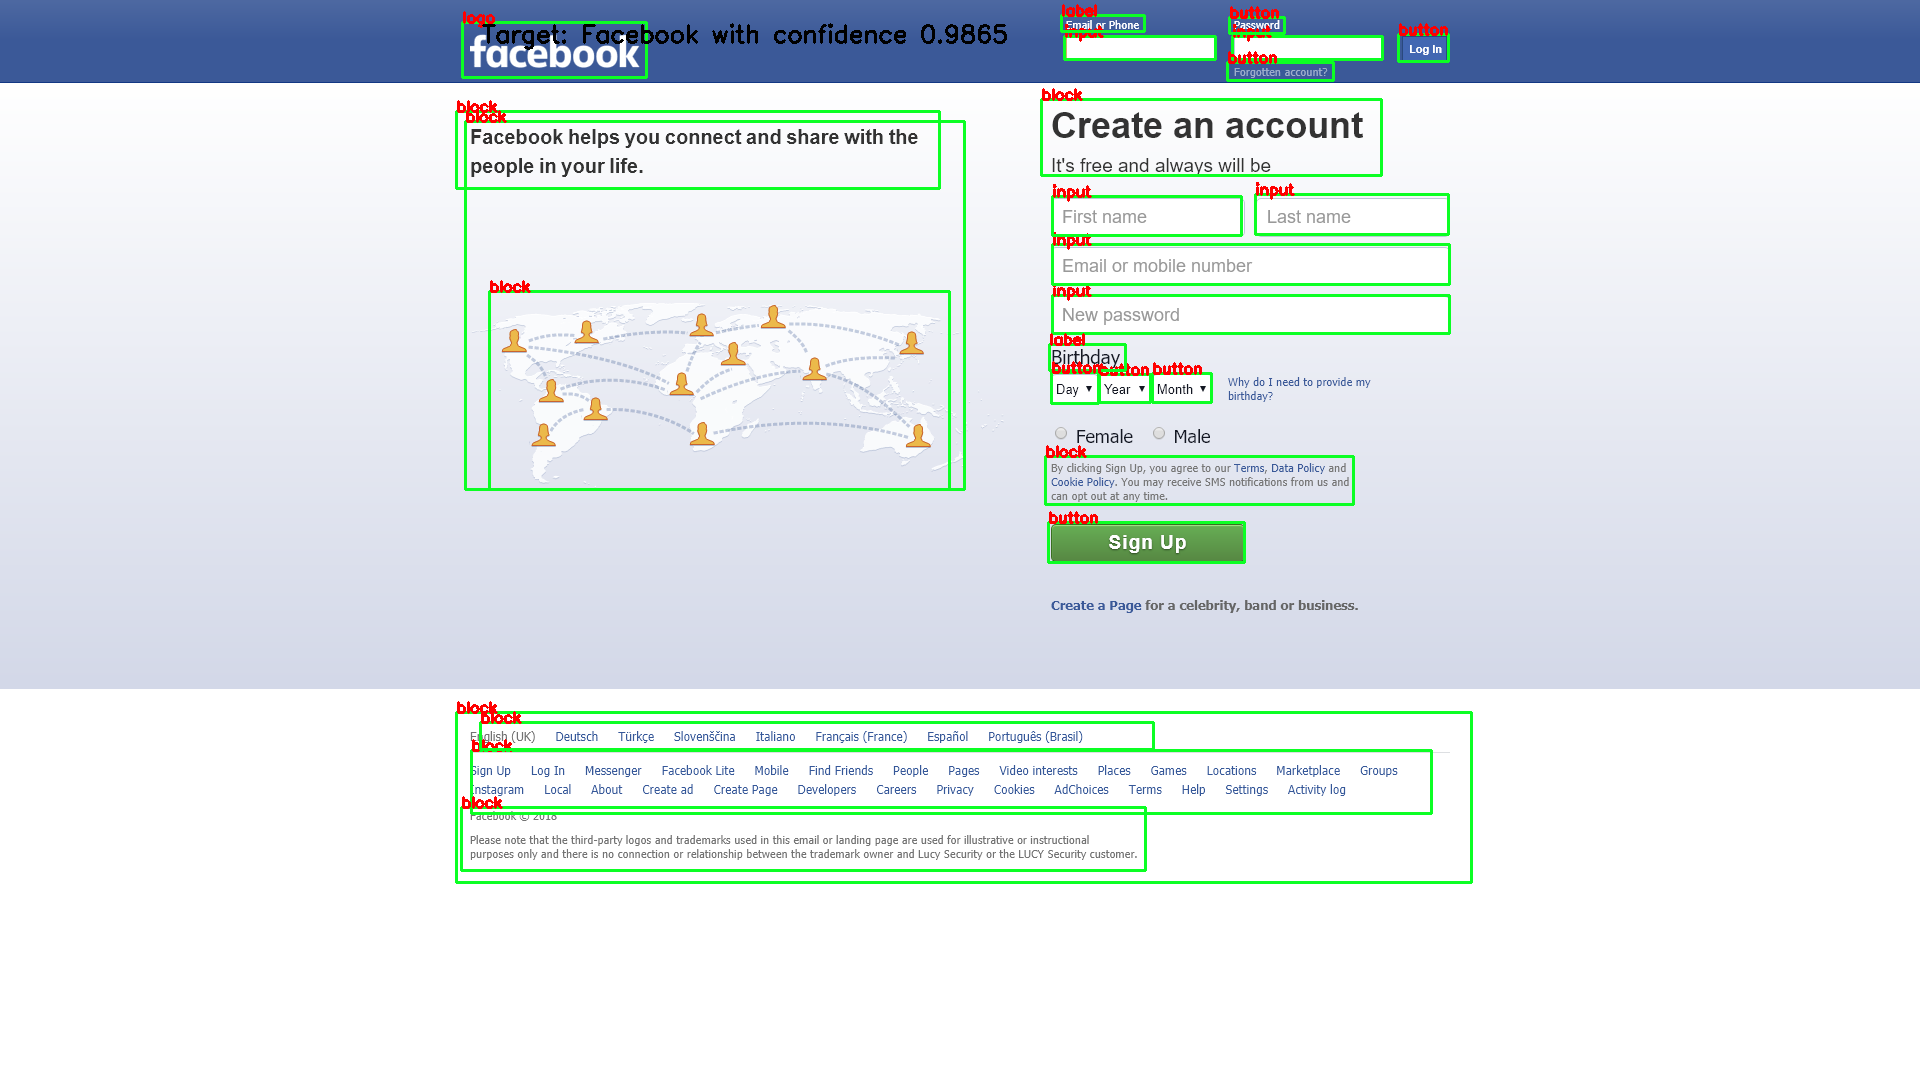 logo
Target: Facebook with confidence 0.9865
facebook
label
Email or Phone
input
button
Password
input
button
Forgotten account?
button
Log In
block
block
Facebook helps you connect and share with the
people in your life.
block
block
Create an account
It's free and always will be
input
First name
input
Last name
input
Email or mobile number
input
New password
label
Birthday
button
Day
button
Year
button
Month
Why do I need to provide my
birthday?
Female Male
block
By clicking Sign Up, you agree to our Terms, Data Policy and
Cookie Policy. You may receive SMS notifications from us and
can opt out at any time.
button
Sign Up
Create a Page for a celebrity, band or business.
block
block
English (UK) Deutsch Türkçe Slovenščina Italiano Français (France) Español Português (Brasil)
block
Sign Up Log In Messenger Facebook Lite Mobile Find Friends People Pages Video interests Places Games Locations Marketplace Groups
Instagram Local About Create ad Create Page Developers Careers Privacy Cookies AdChoices Terms Help Settings Activity log
block
Facebook © 2018
Please note that the third-party logos and trademarks used in this email or landing page are used for illustrative or instructional
purposes only and there is no connection or relationship between the trademark owner and Lucy Security or the LUCY Security customer.